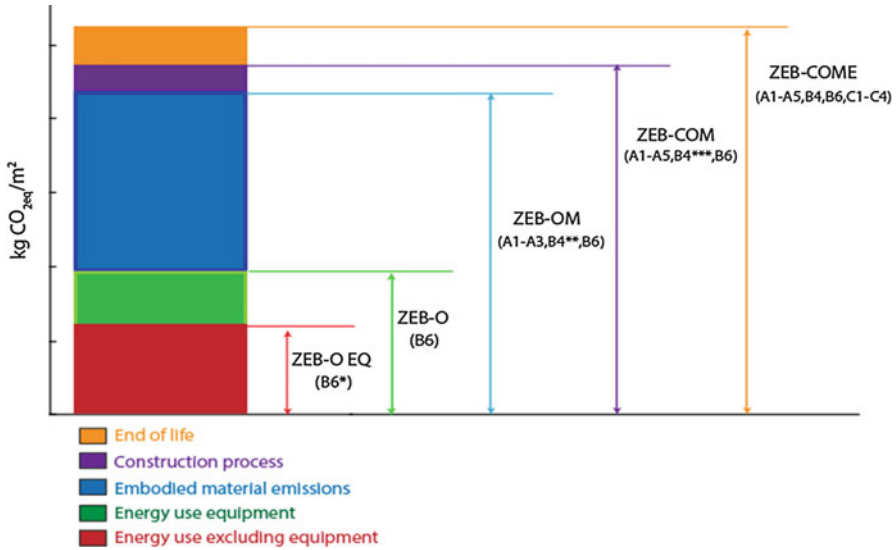 kg CO2eq/m²
ZEB-COME
(A1-A5,B4,B6,C1-C4)
ZEB-COM
(A1-A5,B4***,B6)
ZEB-OM
(A1-A3,B4**,B6)
ZEB-O
(B6)
ZEB-O EQ
(B6*)
End of life
Construction process
Embodied material emissions
Energy use equipment
Energy use excluding equipment